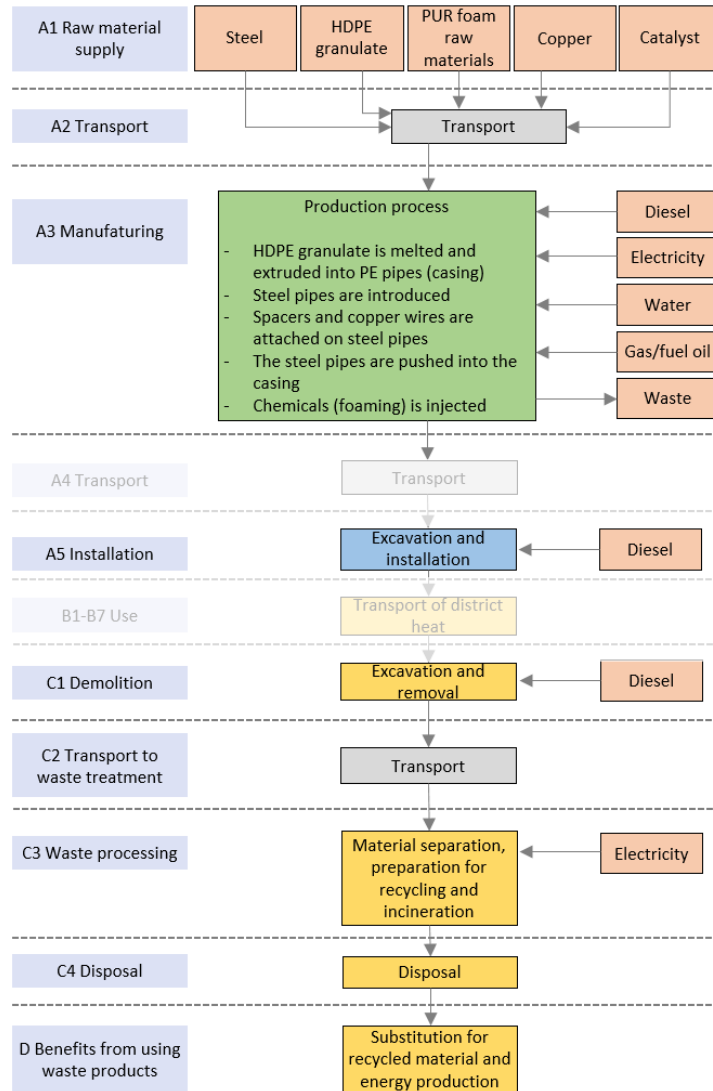 A1 Raw material
supply
Steel
HDPE
granulate
PUR foam
raw
materials
Copper
Catalyst
A2 Transport
Transport
A3 Manufaturing
Production process
- HDPE granulate is melted and
extruded into PE pipes (casing)
- Steel pipes are introduced
- Spacers and copper wires are
attached on steel pipes
- The steel pipes are pushed into the
casing
- Chemicals (foaming) is injected
Diesel
Electricity
Water
Gas/fuel oil
Waste
A4 Transport
Transport
A5 Installation
Excavation and
installation
Diesel
B1-B7 Use
Transport of district
heat
C1 Demolition
Excavation and
removal
Diesel
C2 Transport to
waste treatment
Transport
C3 Waste processing
Material separation,
preparation for
recycling and
incineration
Electricity
C4 Disposal
Disposal
D Benefits from using
waste products
Substitution for
recycled material and
energy production